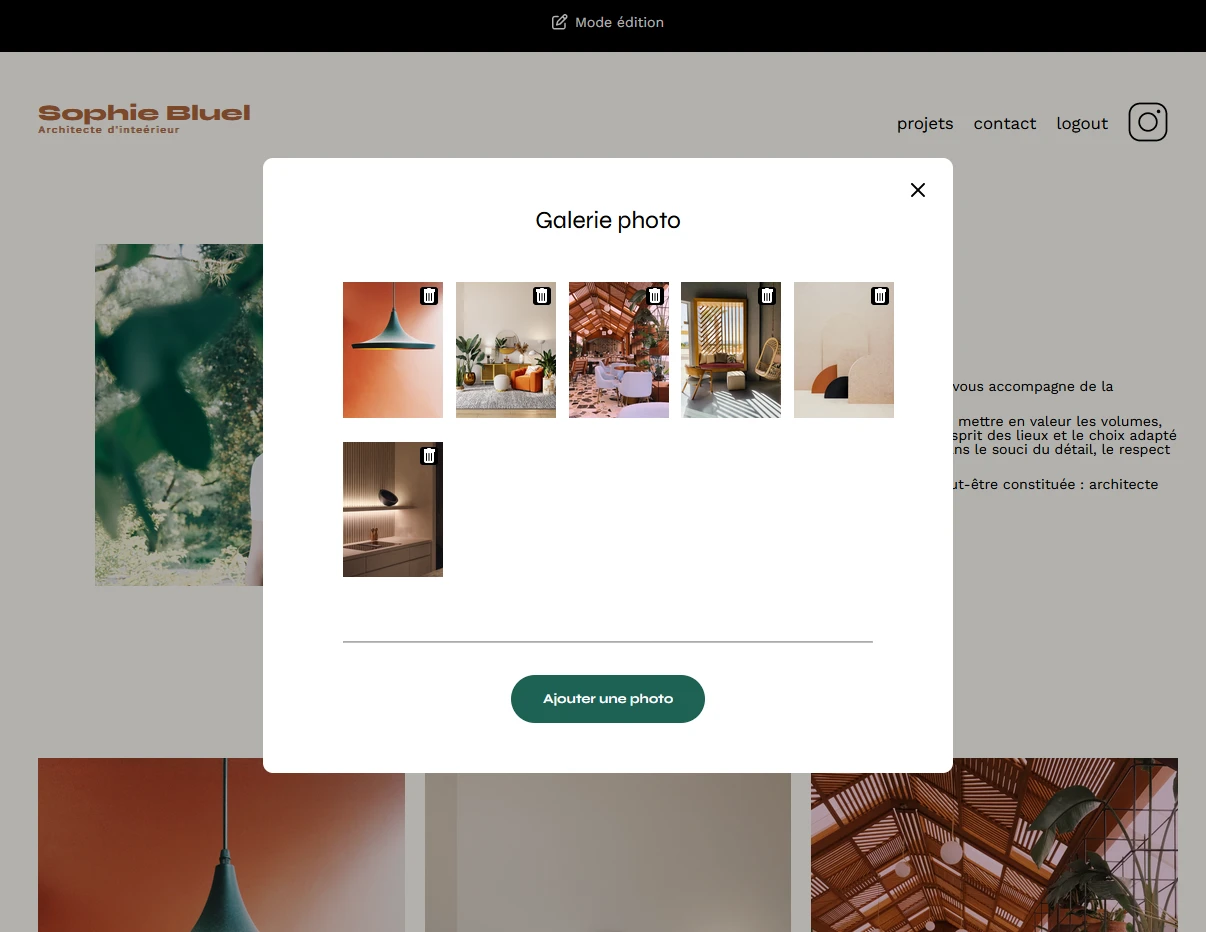 Mode édition
Sophie Bluel
Architecte d'inteérieur
projets contact logout
Galerie photo
vous accompagne de la
mettre en valeur les volumes,
sprit des lieux et le choix adapté
ns le souci du détail, le respect
ut-être constituée : architecte
Ajouter une photo